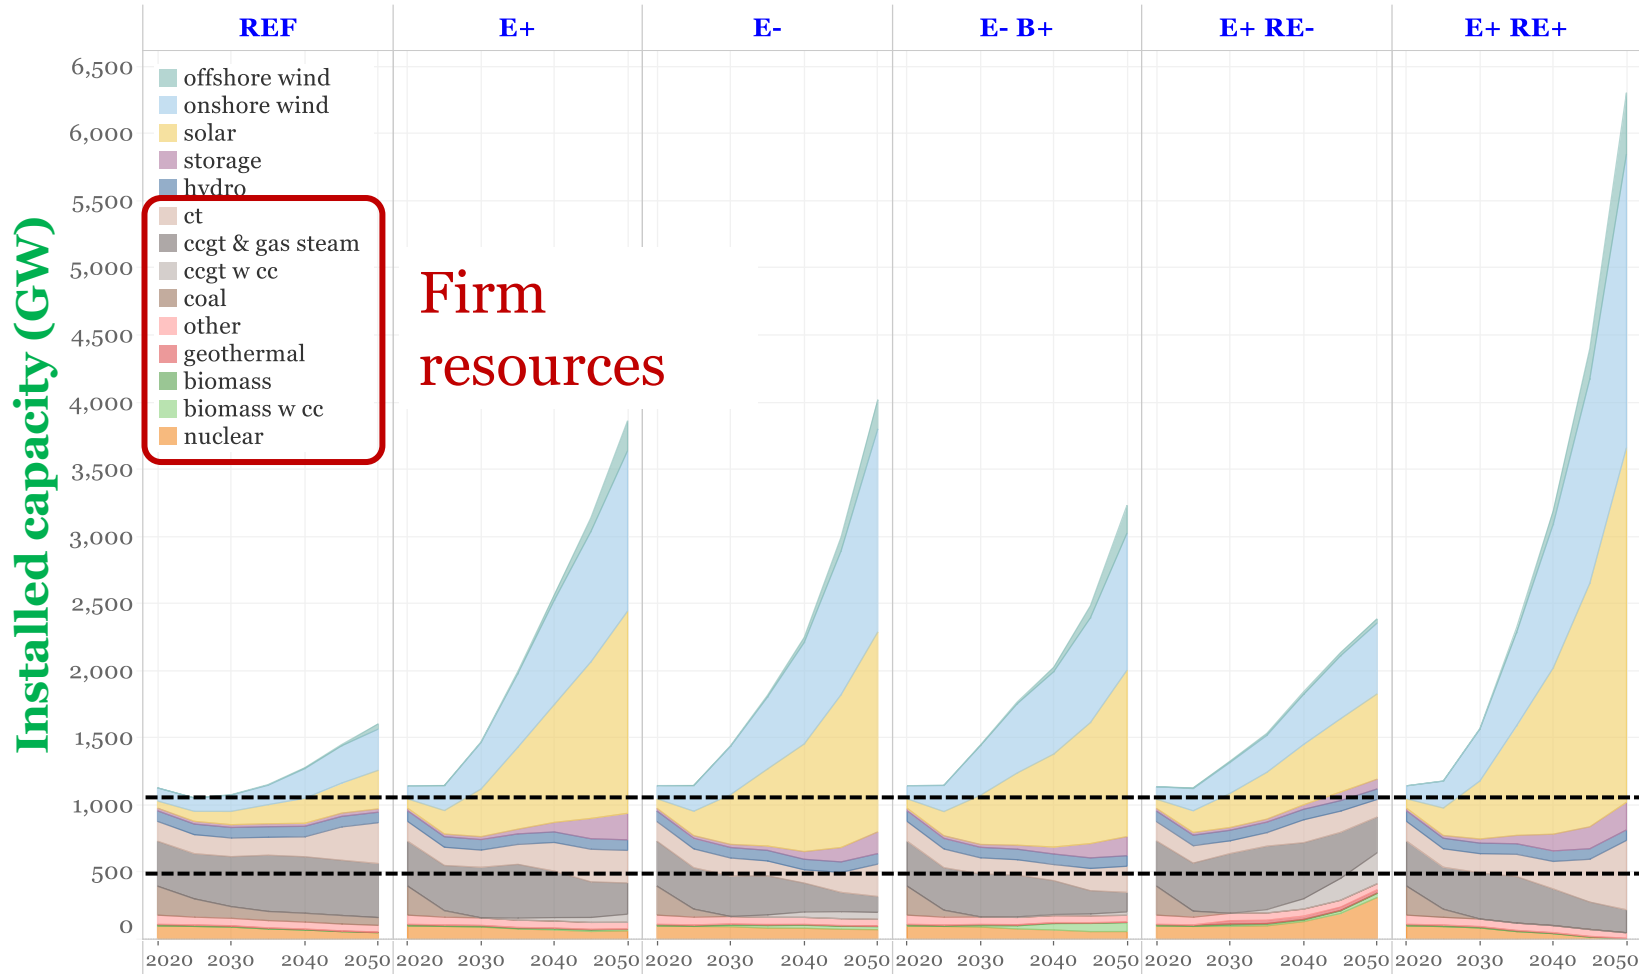 REF E+ E- E- B+ E+ RE- E+ RE+
Installed capacity (GW)
6,500
6,000
5,500
5,000
4,500
4,000
3,500
3,000
2,500
2,000
1,500
1,000
500
0
offshore wind
onshore wind
solar
storage
hydro
ct
ccgt & gas steam
ccgt w cc
coal
other
geothermal
biomass
biomass w cc
nuclear
Firm
resources
2020 2030 2040 2050 2020 2030 2040 2050 2020 2030 2040 2050 2020 2030 2040 2050 2020 2030 2040 2050 2020 2030 2040 2050